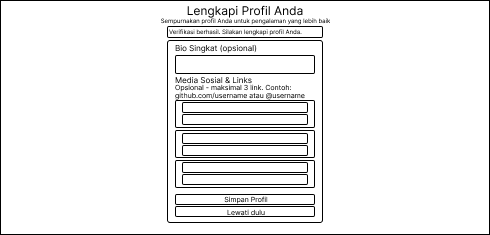 Lengkapi Profil Anda
Sempurnakan profil Anda untuk pengalaman yang lebih baik
Verifikasi berhasil. Silakan lengkapi profil Anda.
Bio Singkat (opsional)
Media Sosial & Links
Opsional - maksimal 3 link. Contoh:
github.com/username atau @username
Simpan Profil
Lewati dulu